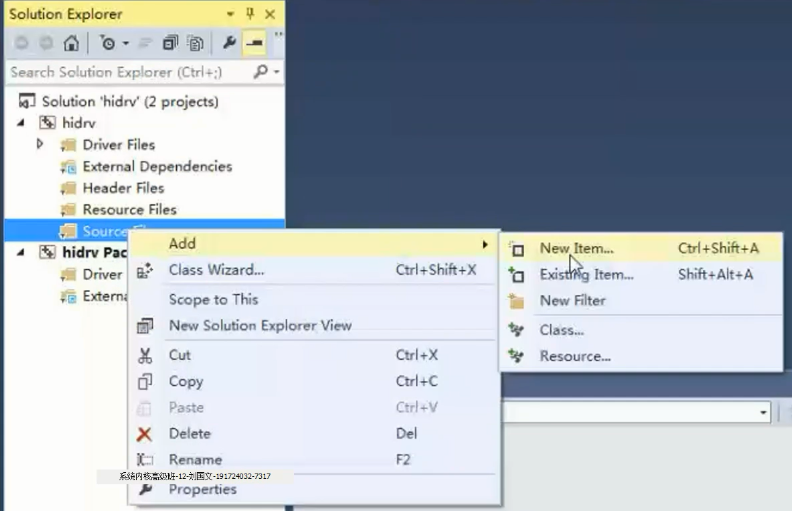 Solution Explorer
Search Solution Explorer (Ctrl+;)
Solution 'hidrv' (2 projects)
hidrv
Driver Files
External Dependencies
Header Files
Resource Files
Source
hidrv Pac
Driver
Externa
Add
Class Wizard... Ctrl+Shift+X
Scope to This
New Solution Explorer View
Cut Ctrl+X
Copy Ctrl+C
Paste Ctrl+V
Delete Del
Rename F2
系统内核高级班-12-刘国文-191724032-7317
Properties
New Item... Ctrl+Shift+A
Existing Item... Shift+Alt+A
New Filter
Class...
Resource...